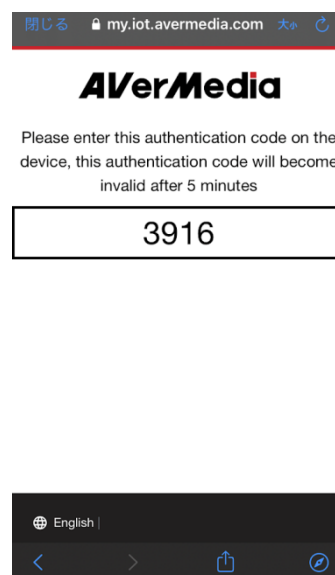 閉じる my.iot.avermedia.com 大小
AVerMedia
Please enter this authentication code on the
device, this authentication code will become
invalid after 5 minutes
3916
English